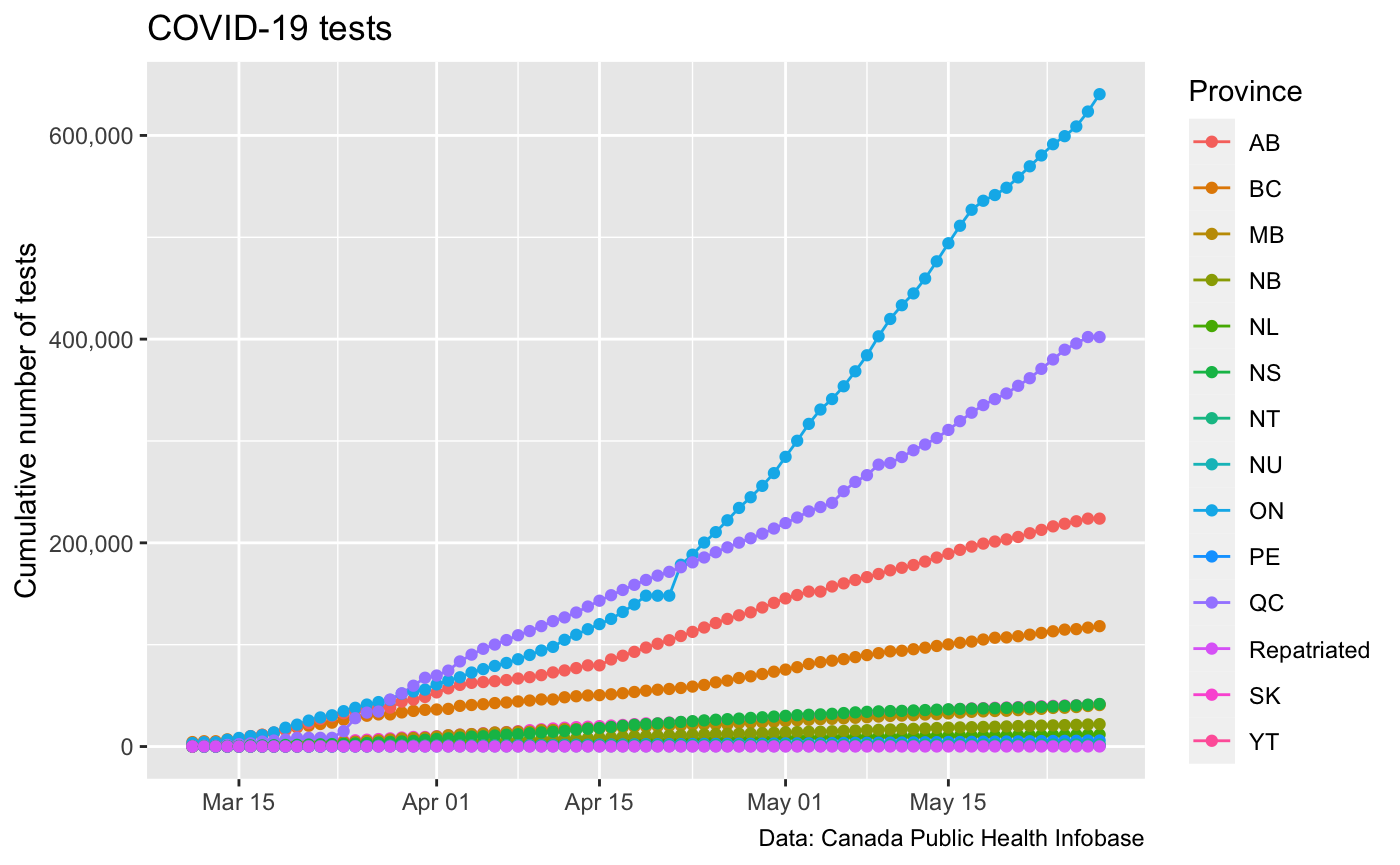 COVID-19 tests
Cumulative number of tests
600,000
400,000
200,000
0
Mar 15
Apr 01
Apr 15
May 01
May 15
Data: Canada Public Health Infobase
Province
AB
BC
MB
NB
NL
NS
NT
NU
ON
PE
QC
Repatriated
SK
YT